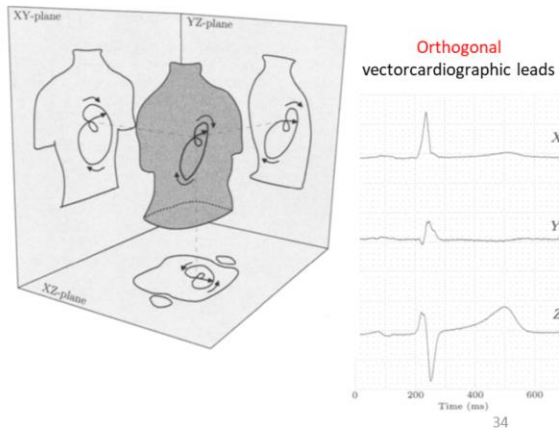 XY-plane
YZ-plane
XZ-plane
Orthogonal
vectorcardiographic leads
X
Y
Z
0 200 400 600
Time (ms)
34